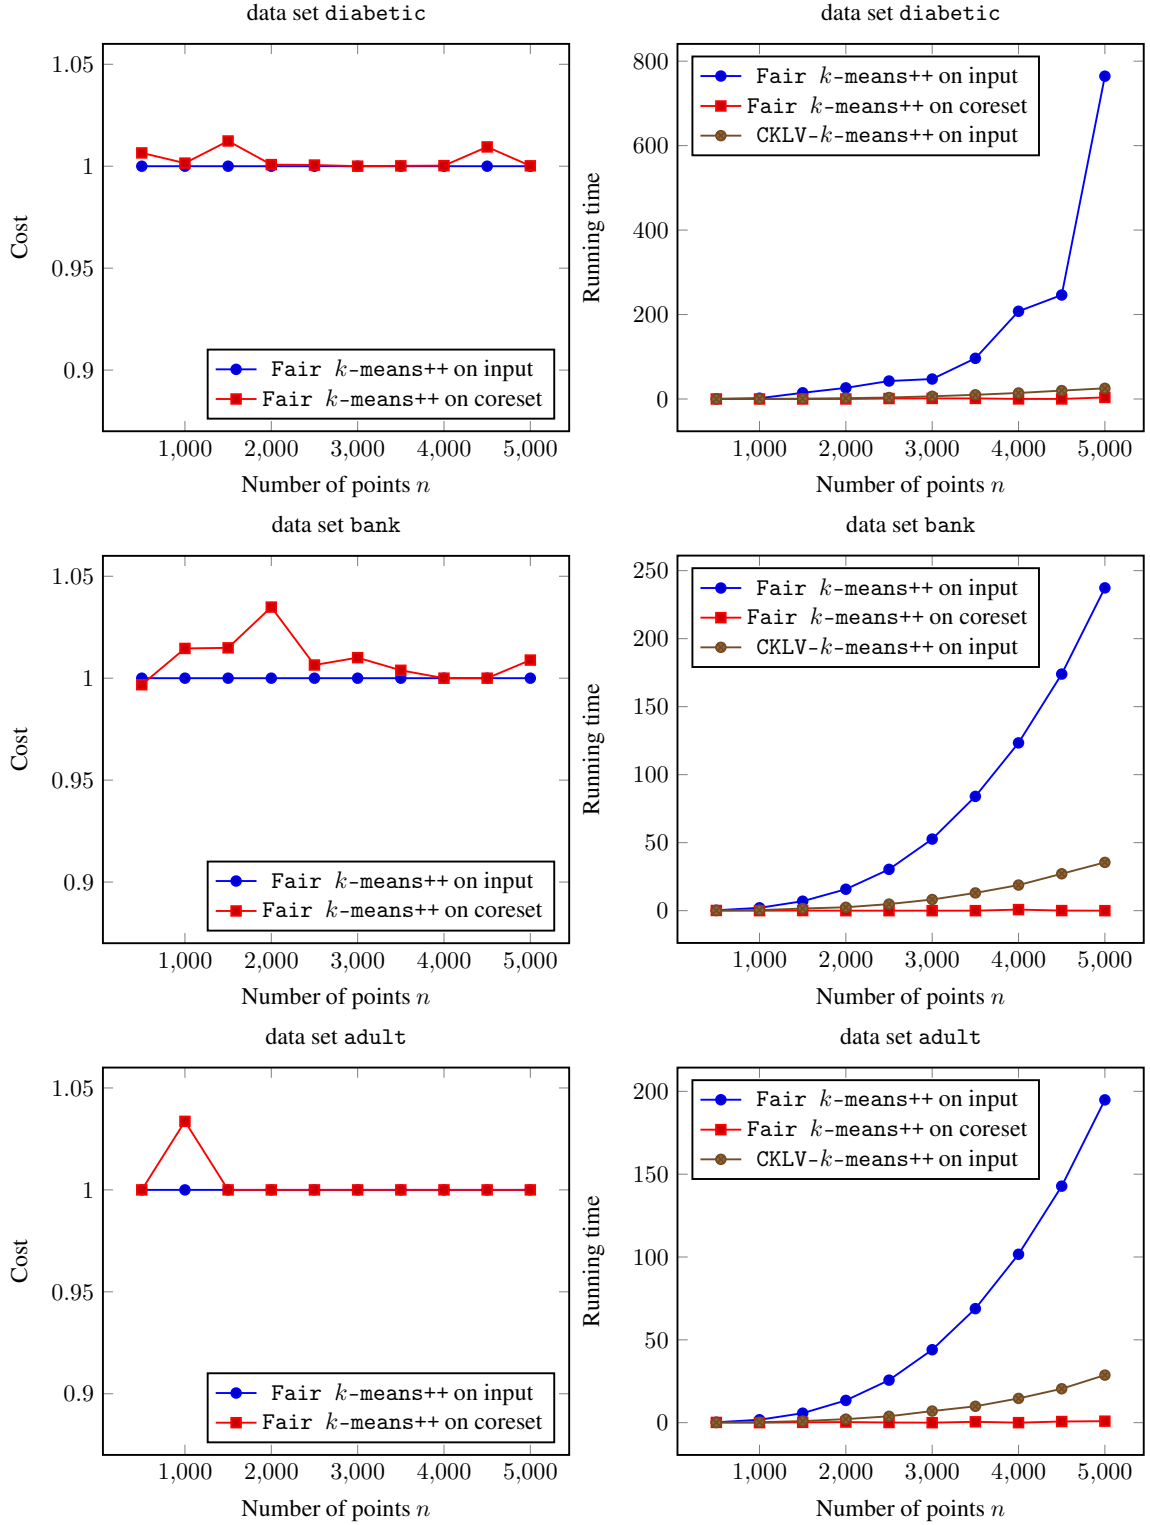 data set diabetic
1.05
1
0.95
0.9
Cost
Fair k-means++ on input
Fair k-means++ on coreset
1,000 2,000 3,000 4,000 5,000
Number of points n
data set diabetic
800
600
400
200
0
Running time
Fair k-means++ on input
Fair k-means++ on coreset
CKLV-k-means++ on input
1,000 2,000 3,000 4,000 5,000
Number of points n
data set bank
1.05
1
0.95
0.9
Cost
Fair k-means++ on input
Fair k-means++ on coreset
1,000 2,000 3,000 4,000 5,000
Number of points n
data set bank
250
200
150
100
50
0
Running time
Fair k-means++ on input
Fair k-means++ on coreset
CKLV-k-means++ on input
1,000 2,000 3,000 4,000 5,000
Number of points n
data set adult
1.05
1
0.95
0.9
Cost
Fair k-means++ on input
Fair k-means++ on coreset
1,000 2,000 3,000 4,000 5,000
Number of points n
data set adult
200
150
100
50
0
Running time
Fair k-means++ on input
Fair k-means++ on coreset
CKLV-k-means++ on input
1,000 2,000 3,000 4,000 5,000
Number of points n